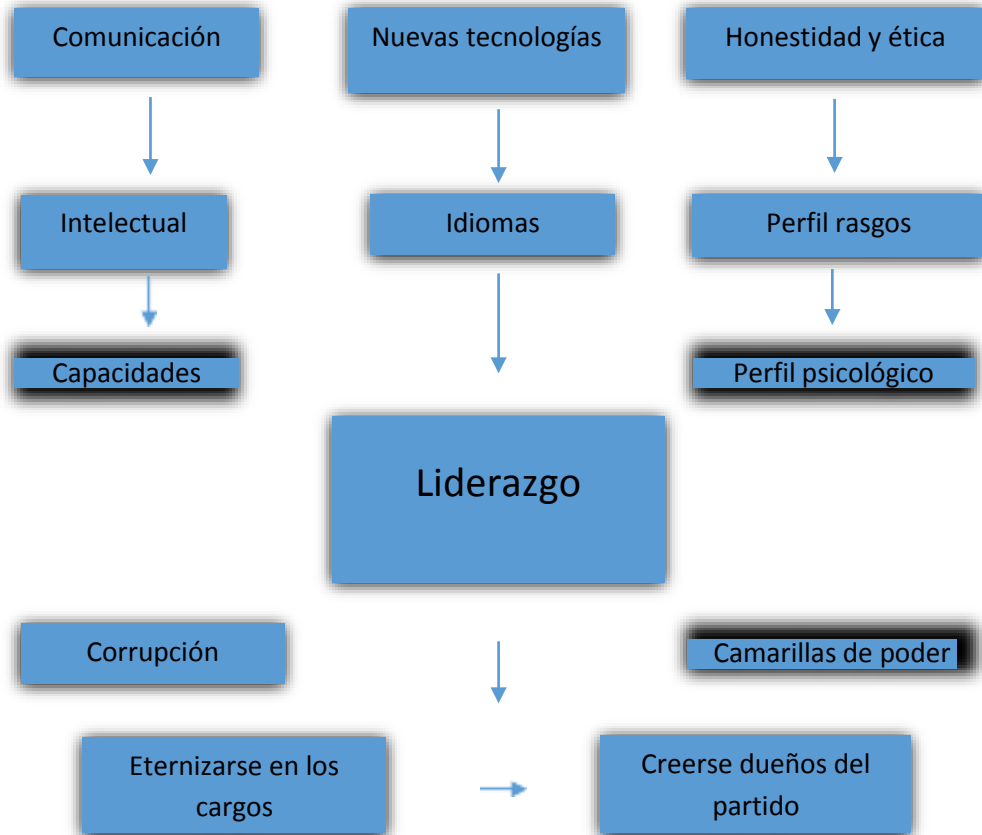 Comunicación
Nuevas tecnologías
Honestidad y ética
Intelectual
Idiomas
Perfil rasgos
Capacidades
Perfil psicológico
Liderazgo
Corrupción
Camarillas de poder
Eternizarse en los
cargos
Creerse dueños del
partido